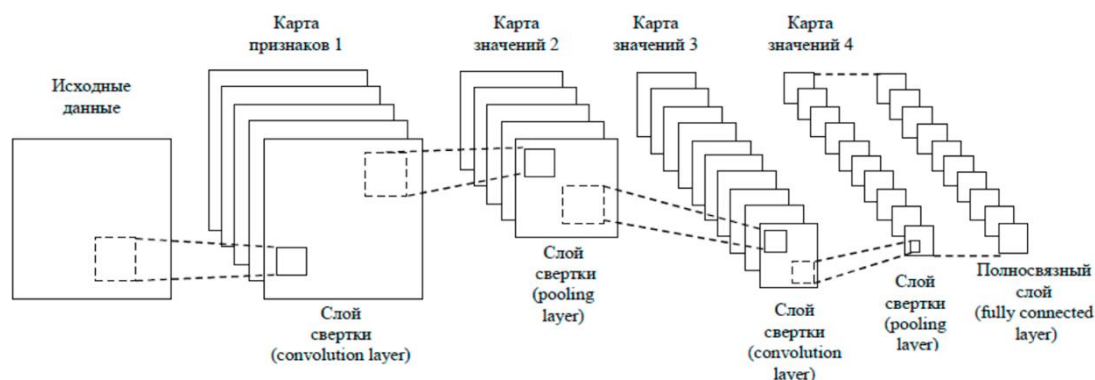 Карта
признаков 1
Карта
значений 2
Карта
значений 3
Карта
значений 4
Исходные
данные
Слой
свертки
(convolution layer)
Слой
свертки
(pooling
layer)
Слой
свертки
(convolution
layer)
Слой
свертки
(pooling
layer)
Полносвязный
слой
(fully connected
layer)